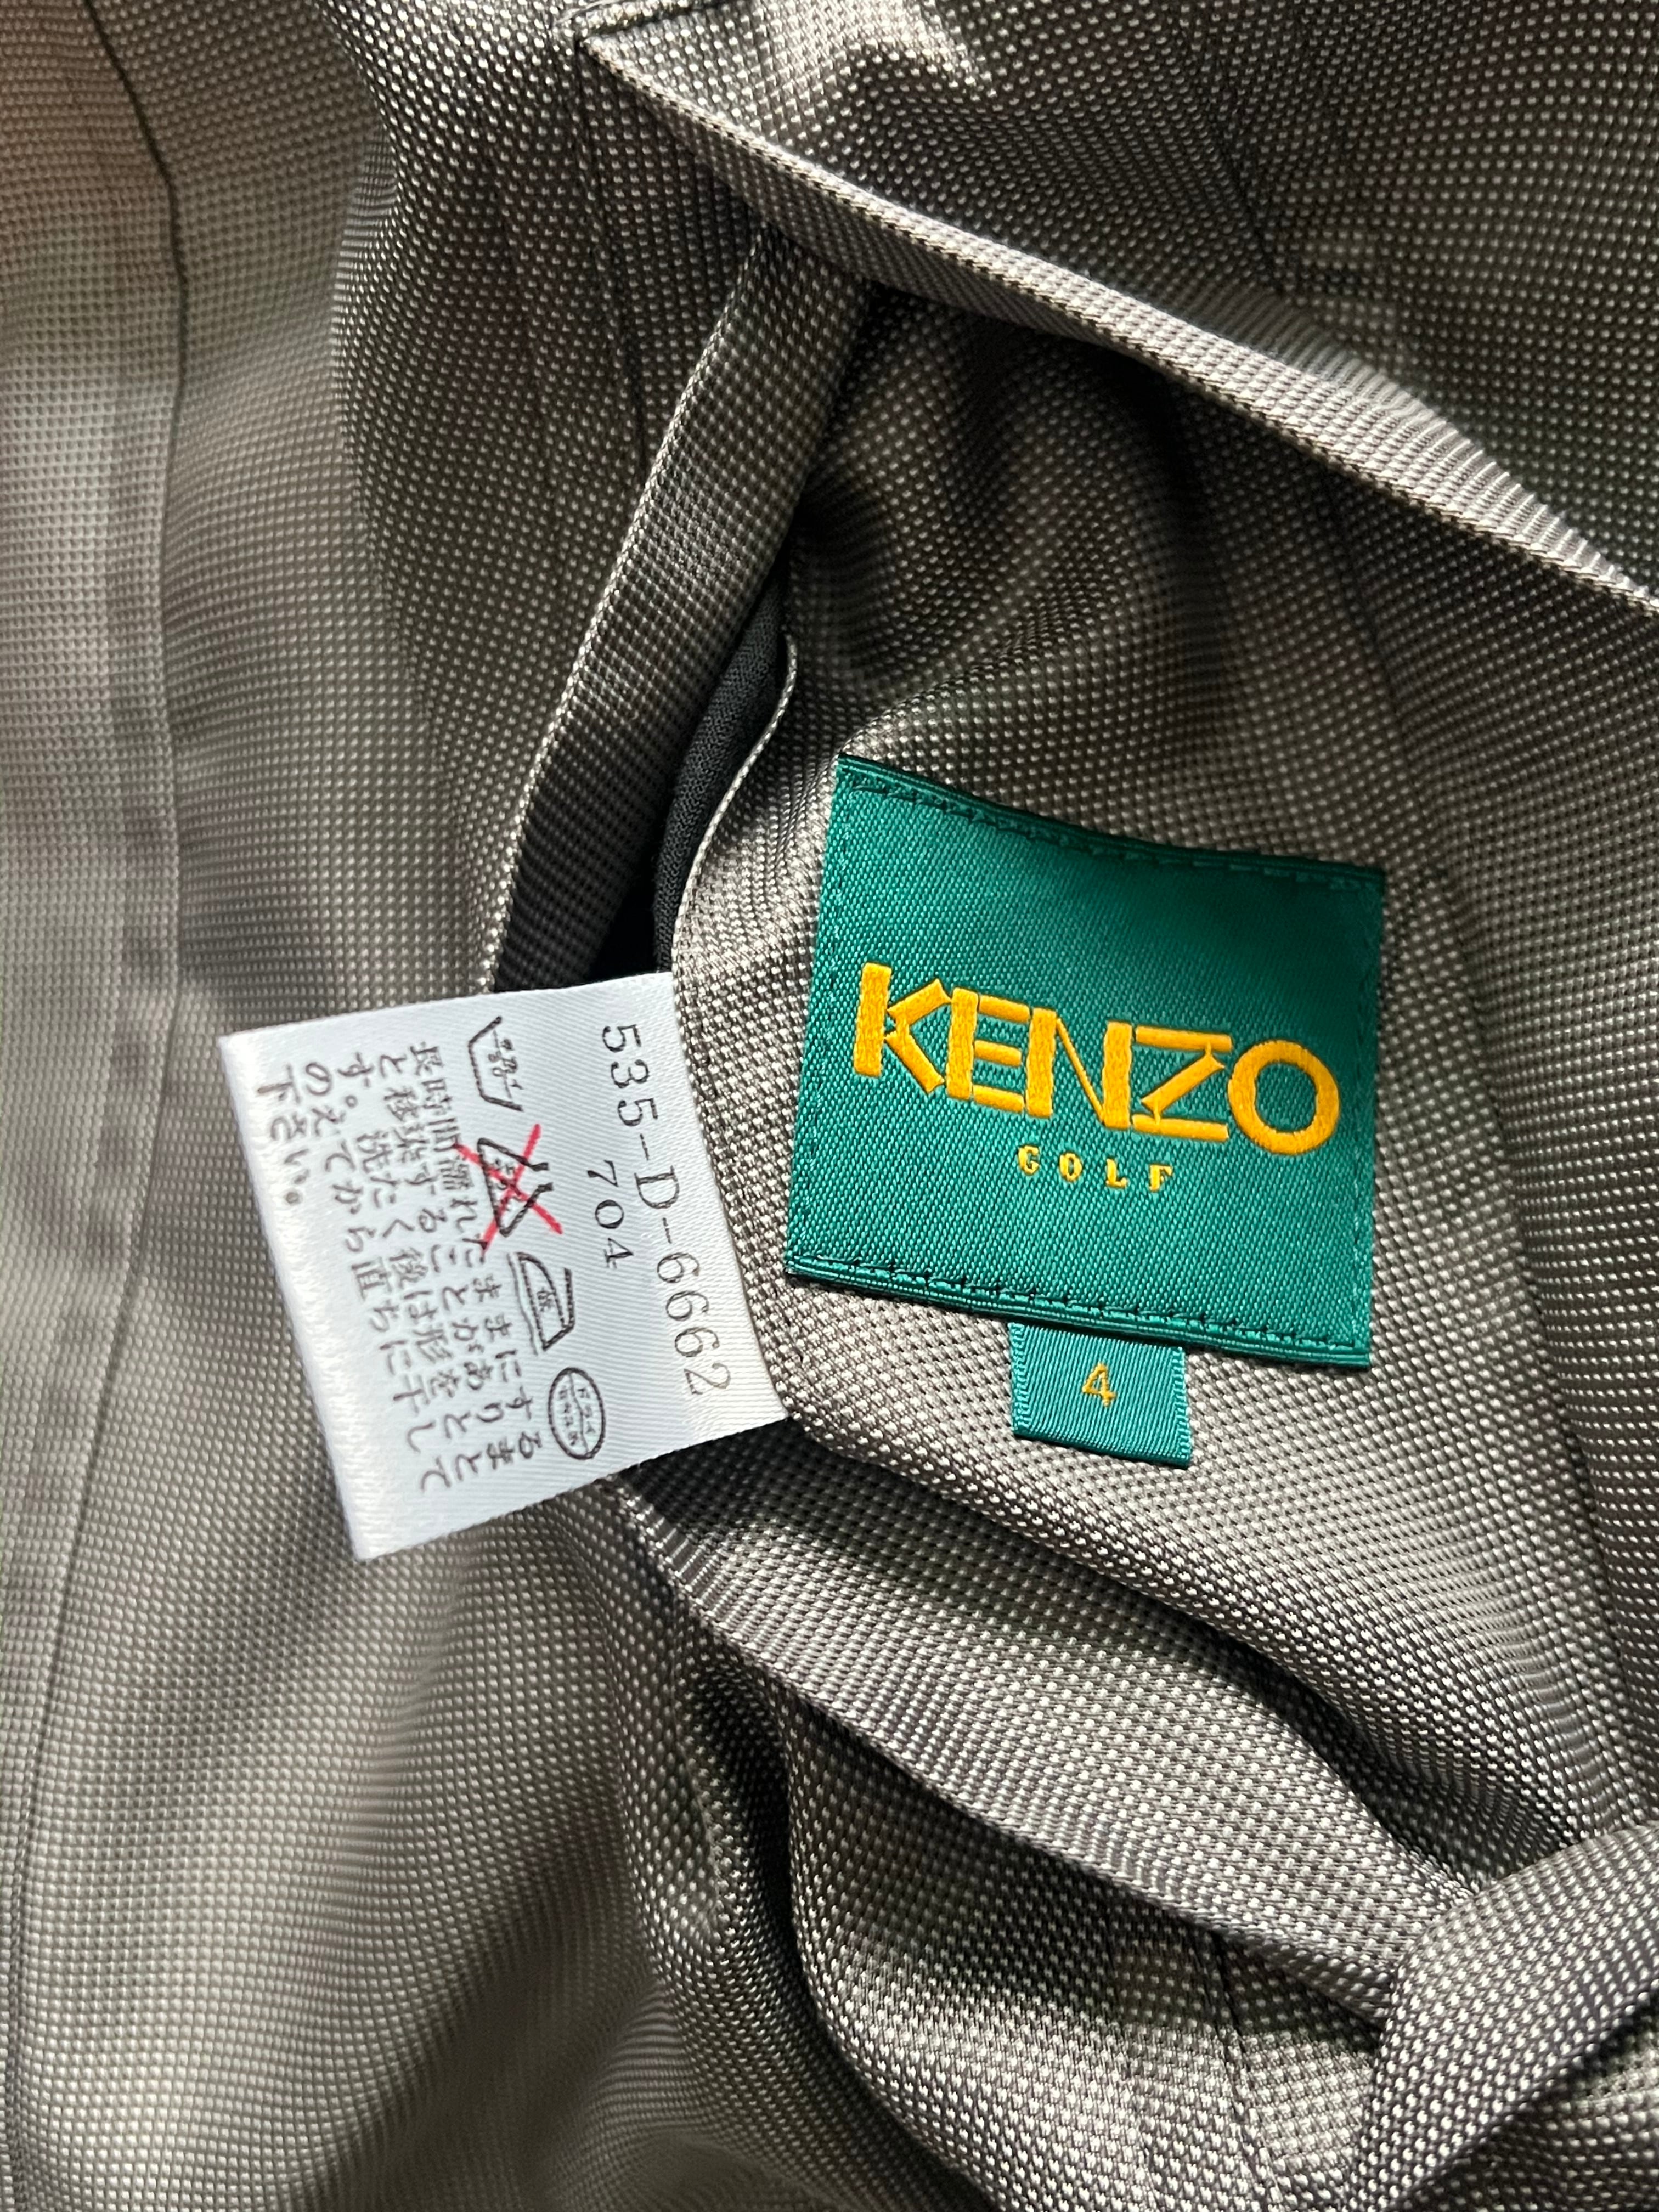 KENZO
GOLF
4
535-D-6662
704
長時間濡れたままにする
と移染することがありま
す。 洗たく後は形をとと
のえてから直ちに干して
下さい。